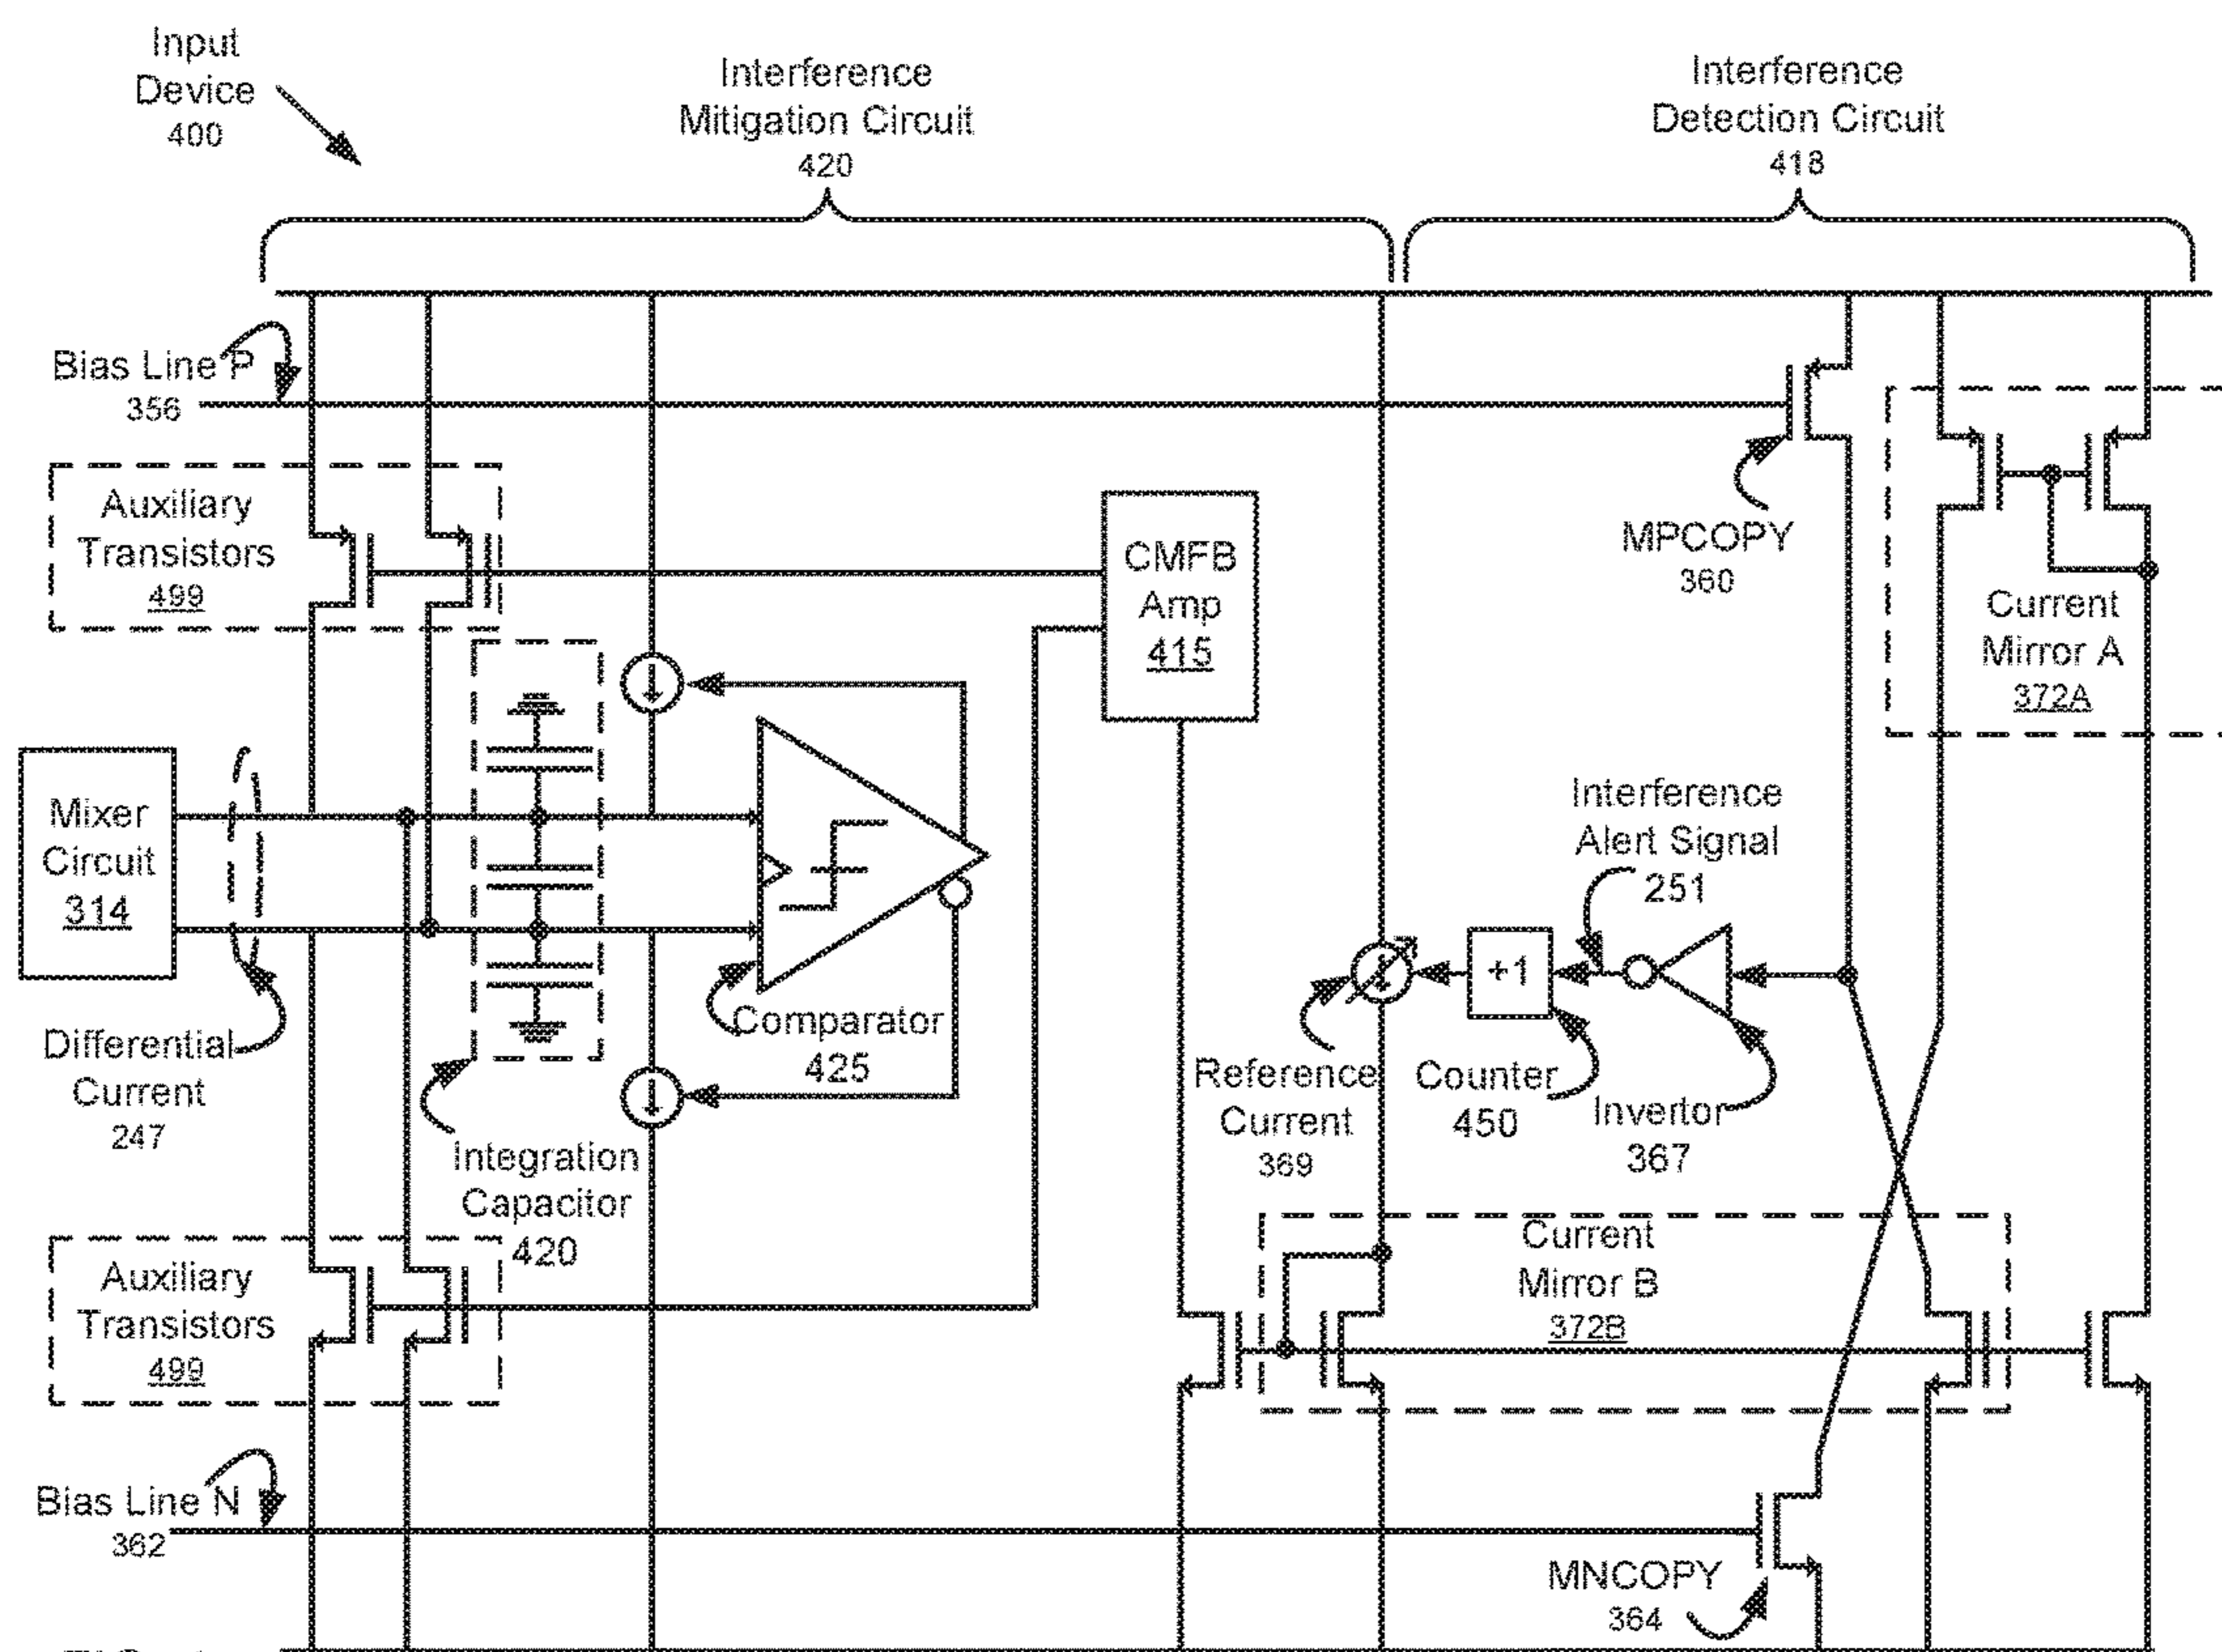 Input
Device
400
Interference
Mitigation Circuit
420
Interference
Detection Circuit
418
Bias Line P
356
Auxiliary
Transistors
499
CMFB
Amp
415
MPCOPY
360
Current
Mirror A
372A
Mixer
Circuit
314
Interference
Alert Signal
251
+1
Differential
Current
247
Comparator
425
Reference
Current
369
Counter
450
Invertor
367
Integration
Capacitor
420
Auxiliary
Transistors
499
Current
Mirror B
372B
Bias Line N
362
MNCOPY
364